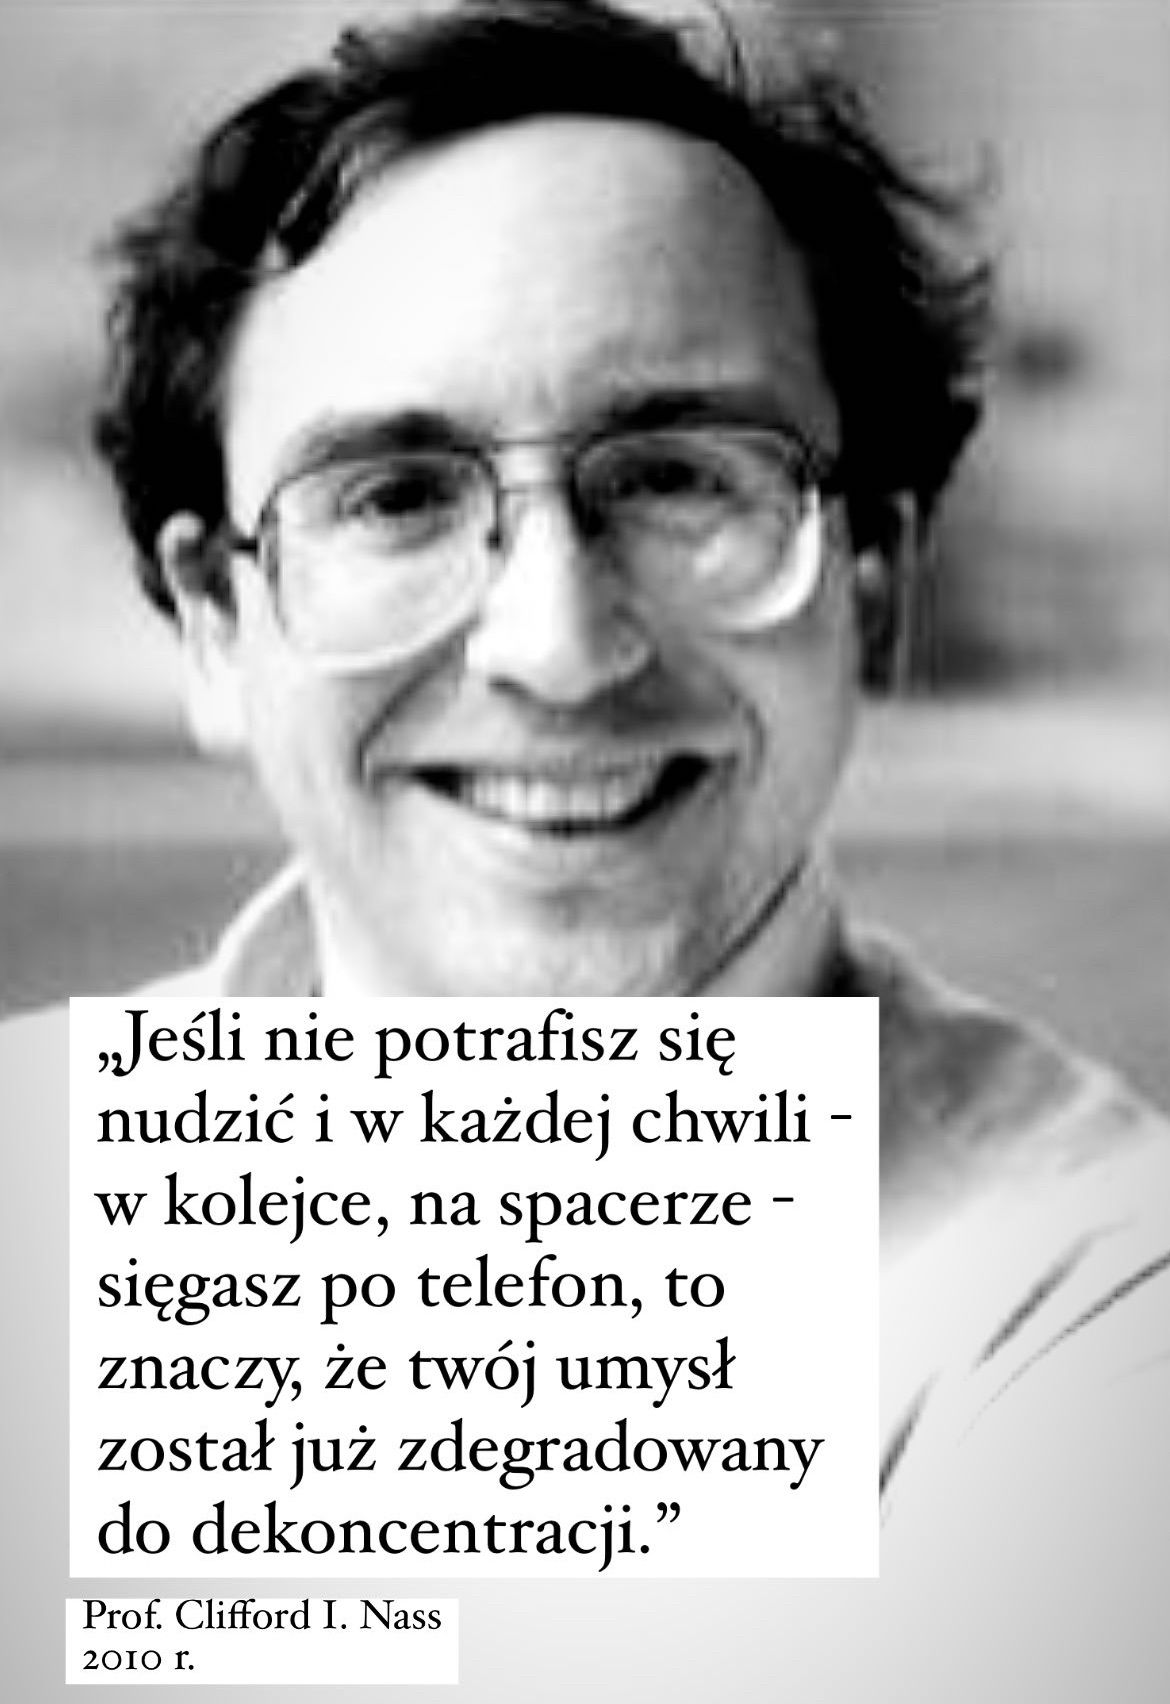 „Jeśli nie potrafisz się
nudzić i w każdej chwili -
w kolejce, na spacerze -
sięgasz po telefon, to
znaczy, że twój umysł
został już zdegradowany
do dekoncentracji.”
Prof. Clifford I. Nass
2010 r.